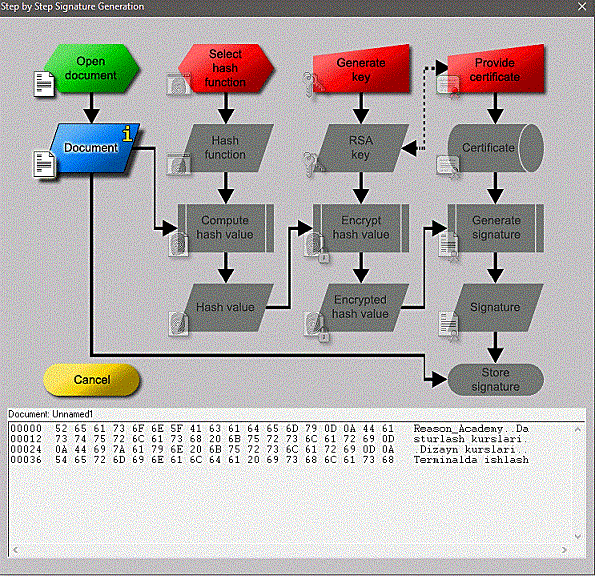 Step by Step Signature Generation
Open
document
Select
hash
function
Generate
key
Provide
certificate
Document
i
Hash
function
RSA
key
Certificate
Compute
hash value
Encrypt
hash value
Generate
signature
Hash value
Encrypted
hash value
Signature
Cancel
Store
signature
Document: Unnamed1
00000 52 65 61 73 6F 6E 5F 41 63 61 64 65 6D 79 0D 0A 44 61 Reason_Academy..Da
00012 73 74 75 72 6C 61 73 68 20 6B 75 72 73 6C 61 72 69 0D sturlash kurslari.
00024 0A 44 69 7A 61 79 6E 20 6B 75 72 73 6C 61 72 69 0D 0A .Dizayn kurslari..
00036 54 65 72 6D 69 6E 61 6C 64 61 20 69 73 68 6C 61 73 68 Terminalda ishlash